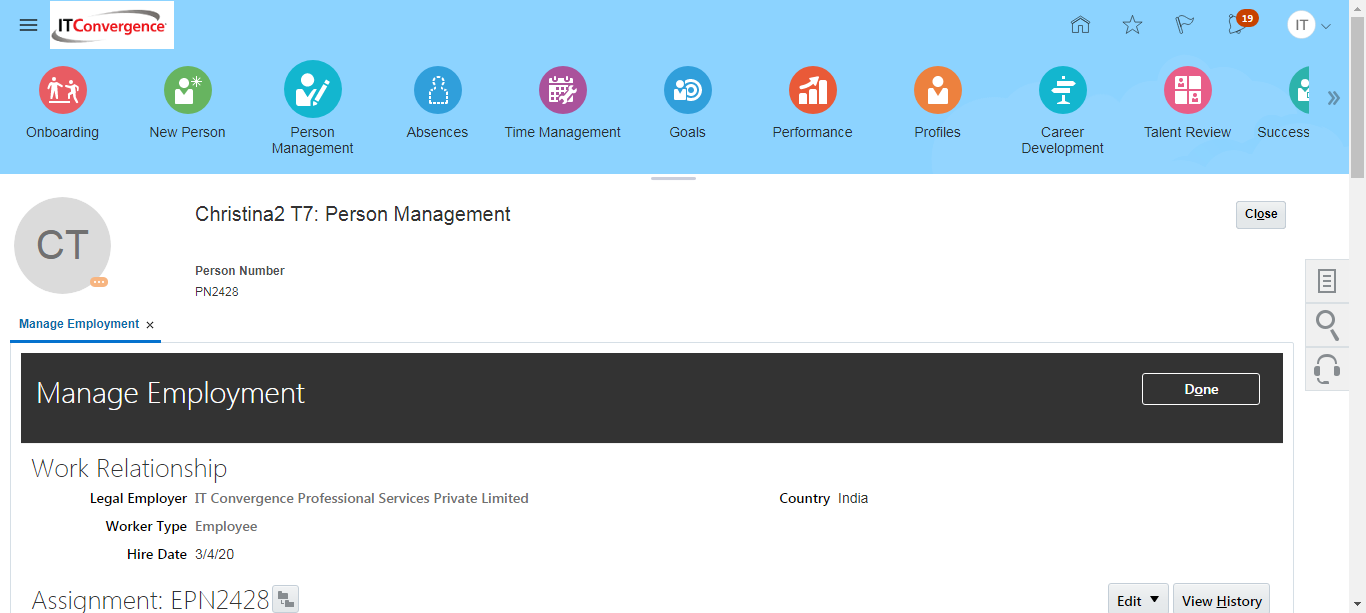 ITConvergence
19
IT
Onboarding
New Person
Person
Management
Absences
Time Management
Goals
Performance
Profiles
Career
Development
Talent Review
Success
CT
Christina2 T7: Person Management
Close
Person Number
PN2428
Manage Employment
Manage Employment
Done
Work Relationship
Legal Employer IT Convergence Professional Services Private Limited
Country India
Worker Type Employee
Hire Date 3/4/20
Assignment: EPN2428
Edit
View History